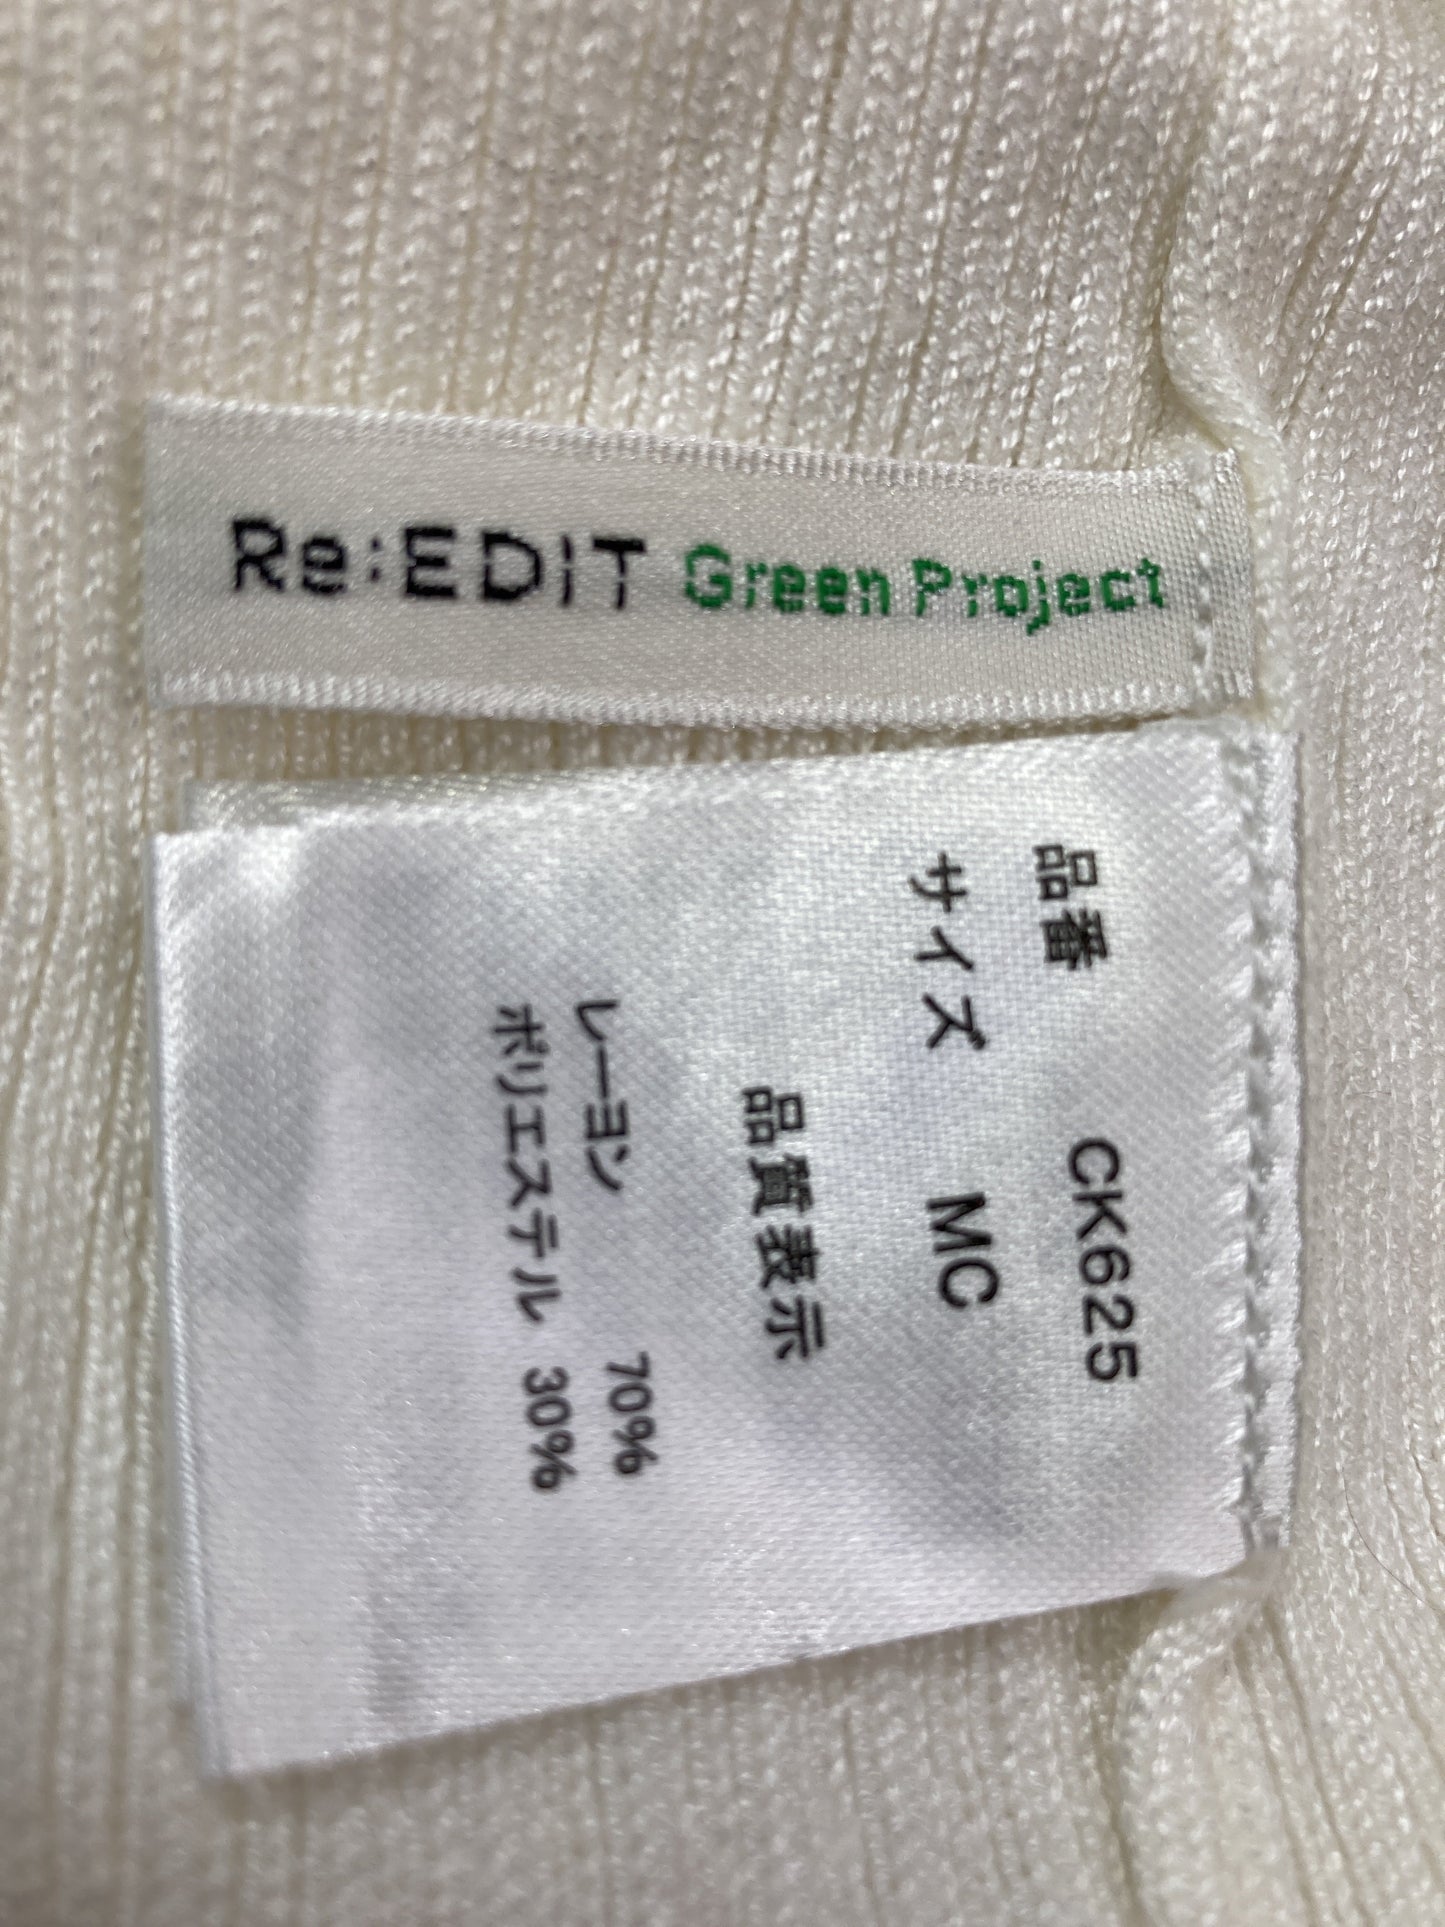 Re:EDIT Green Project
品番 CK625
サイズ MC
品質表示
レーヨン 70%
ポリエステル 30%